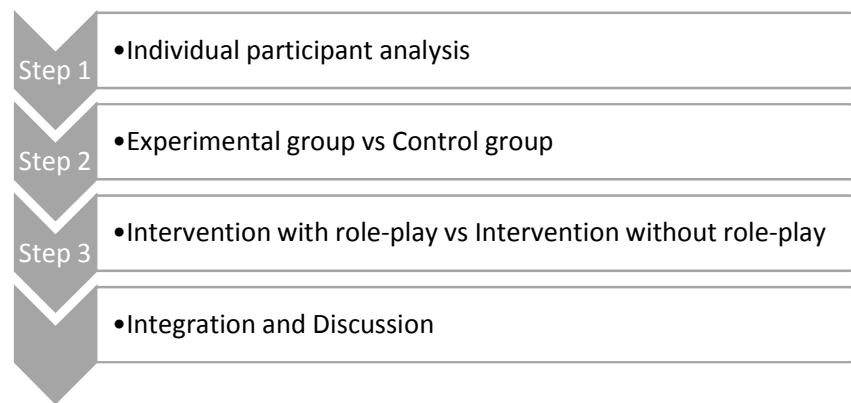 Step 1
•Individual participant analysis
Step 2
•Experimental group vs Control group
Step 3
•Intervention with role-play vs Intervention without role-play
•Integration and Discussion